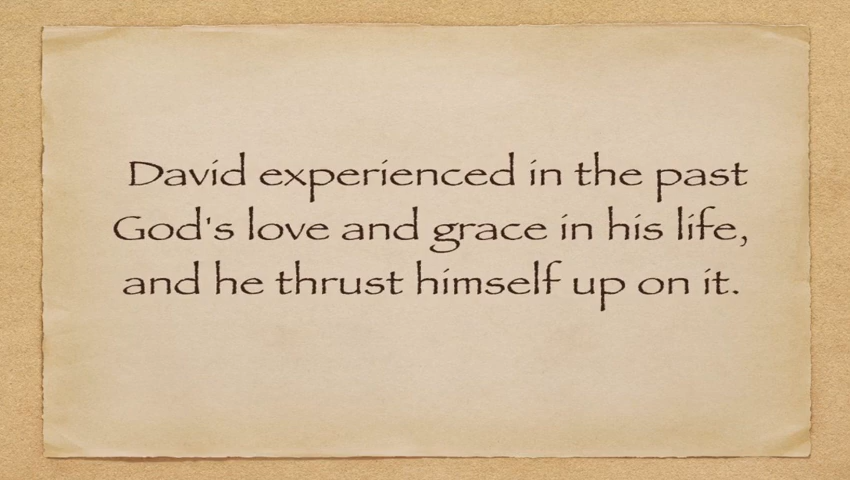 David experienced in the past
God's love and grace in his life,
and he thrust himself up on it.